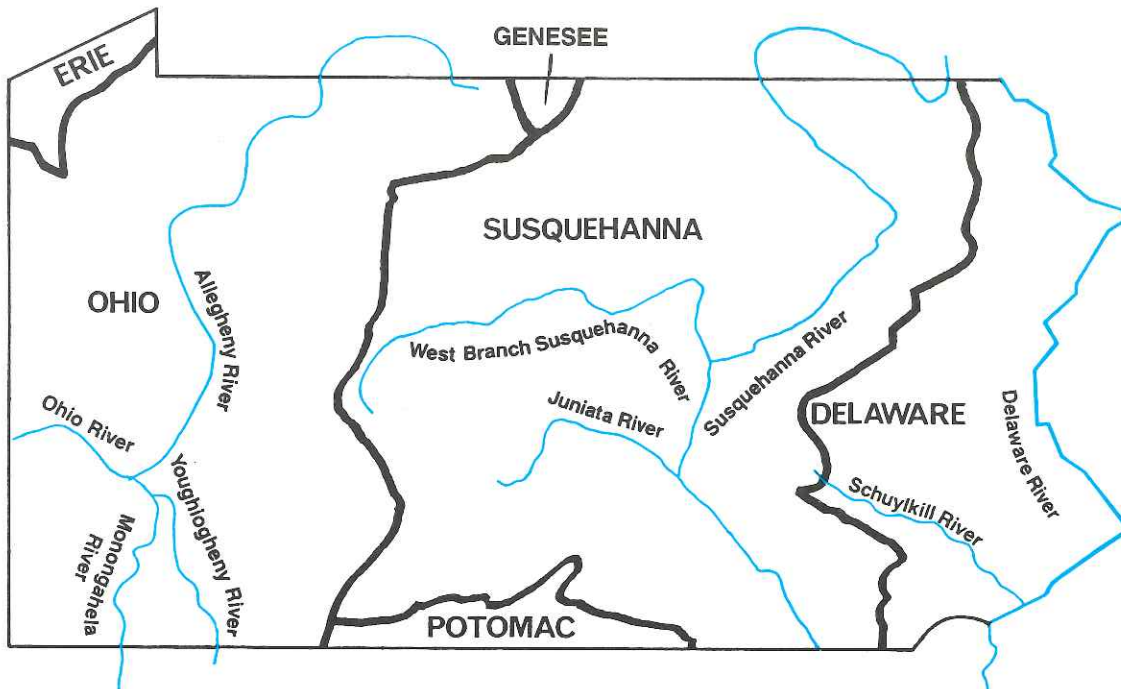 GENESEE
ERIE
SUSQUEHANNA
OHIO
Allegheny River
West Branch Susquehanna River
Susquehanna River
Juniata River
Ohio River
DELAWARE
Delaware River
Youghiogheny River
Schuylkill River
Monongahela
River
POTOMAC